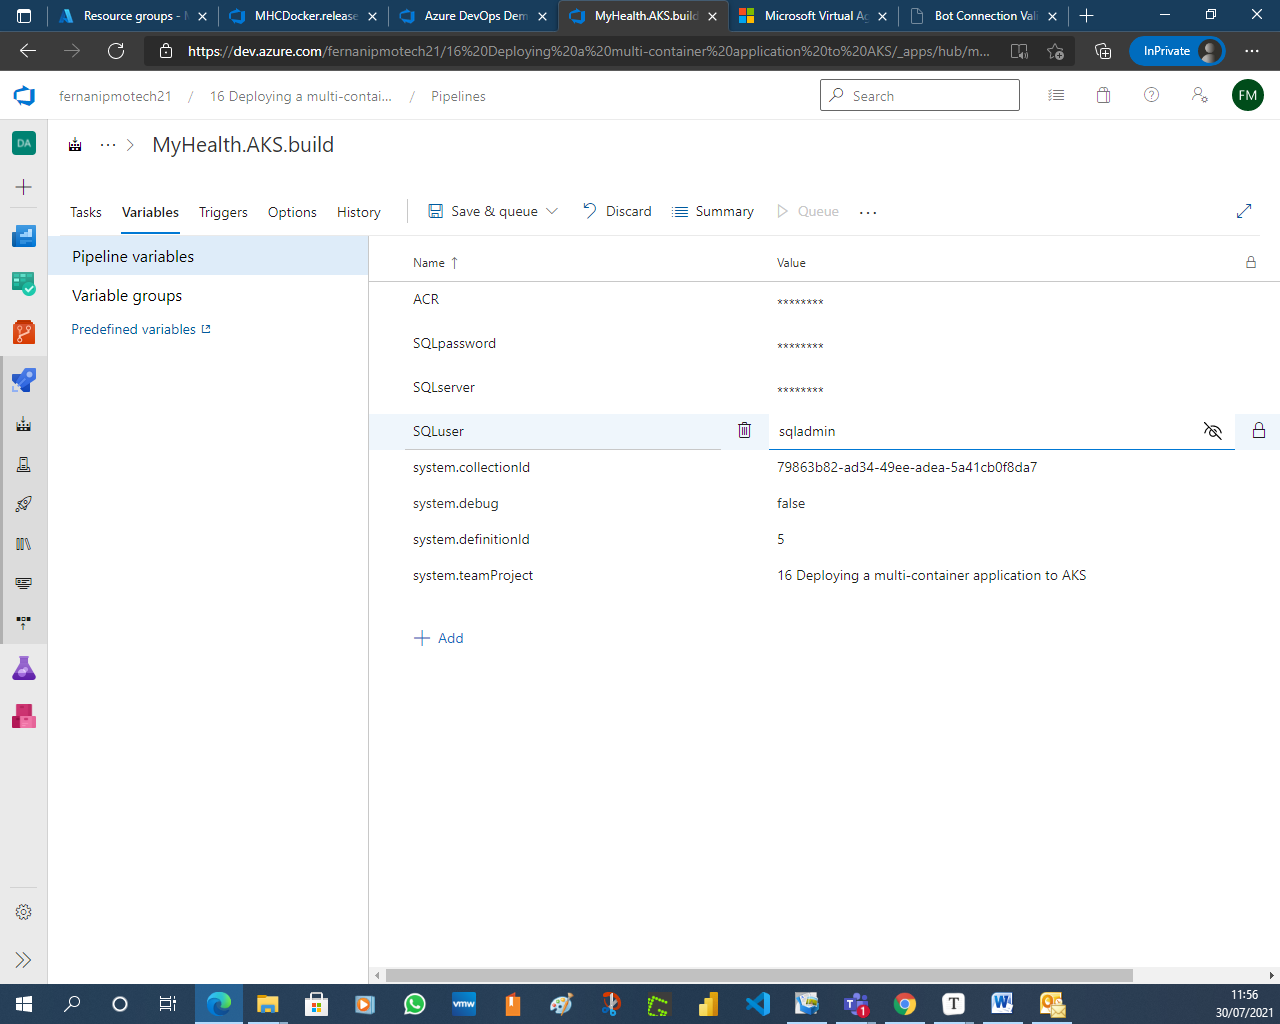 Resource groups - M
MHCDocker.release
Azure DevOps Dem
MyHealth.AKS.build
Microsoft Virtual Ag
Bot Connection Vali
https://dev.azure.com/fernanipmotech21/16%20Deploying%20a%20multi-container%20application%20to%20AKS/_apps/hub/m...
InPrivate
fernanipmotech21 / 16 Deploying a multi-contai... / Pipelines
Search
FM
DA
MyHealth.AKS.build
Tasks
Variables
Triggers
Options
History
Save & queue
Discard
Summary
Queue
Pipeline variables
Variable groups
Predefined variables
Name
Value
ACR
********
SQLpassword
********
SQLserver
********
SQLuser
sqladmin
system.collectionId
79863b82-ad34-49ee-adea-5a41cb0f8da7
system.debug
false
system.definitionId
5
system.teamProject
16 Deploying a multi-container application to AKS
Add
vmw
1
T
11:56
30/07/2021